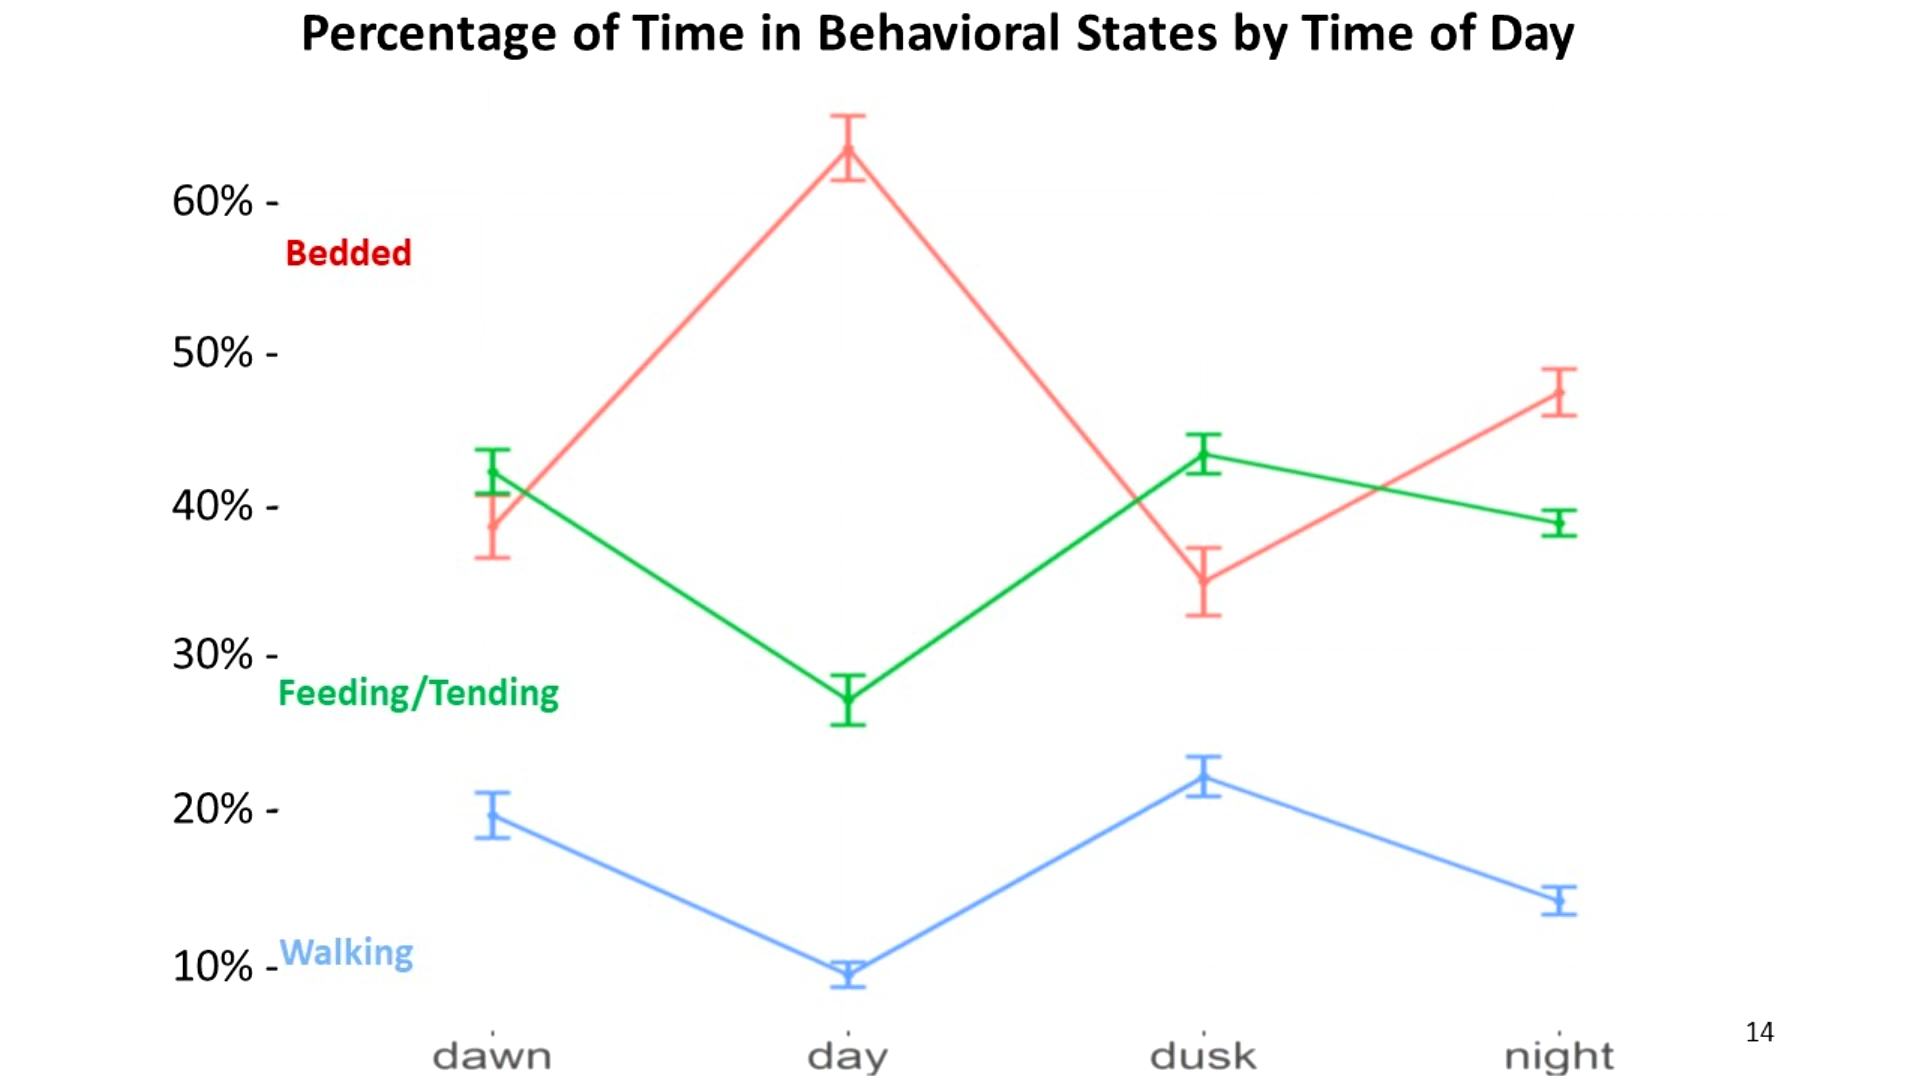 Percentage of Time in Behavioral States by Time of Day
60% -
Bedded
50% -
40% -
30% -
Feeding/Tending
20% -
10% -
Walking
14
dawn day dusk night